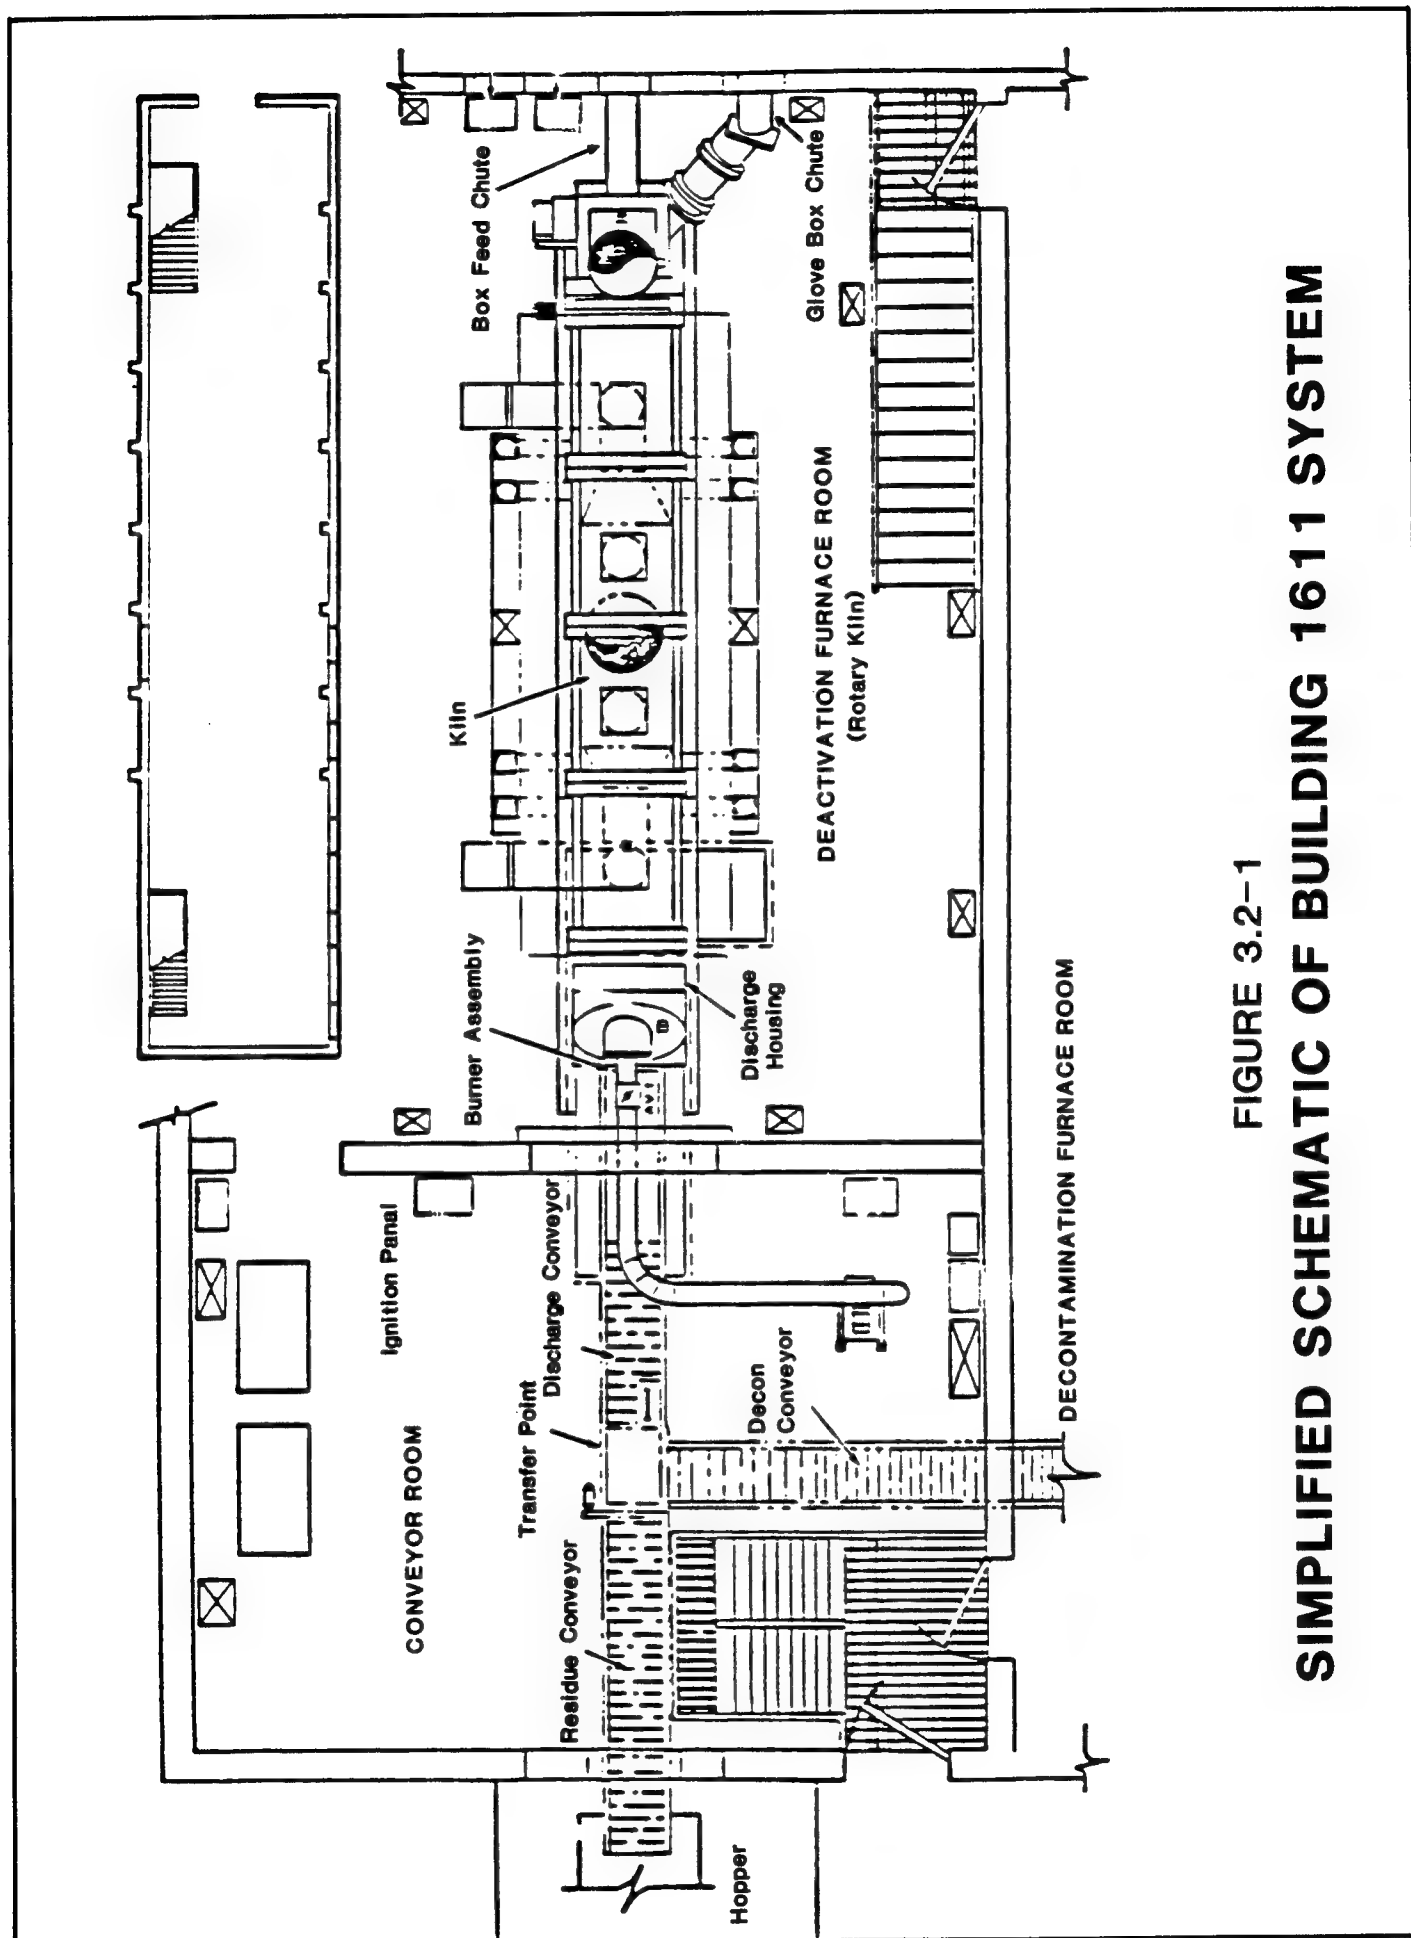 Box Feed Chute
Glove Box Chute
Kiln
DEACTIVATION FURNACE ROOM
(Rotary Kiln)
Burner Assembly
Discharge
Housing
Ignition Panal
Discharge Conveyor
Transfer Point
Decon
Conveyor
DECONTAMINATION FURNACE ROOM
CONVEYOR ROOM
Residue Conveyor
Hopper
FIGURE 3.2-1
SIMPLIFIED SCHEMATIC OF BUILDING 1611 SYSTEM